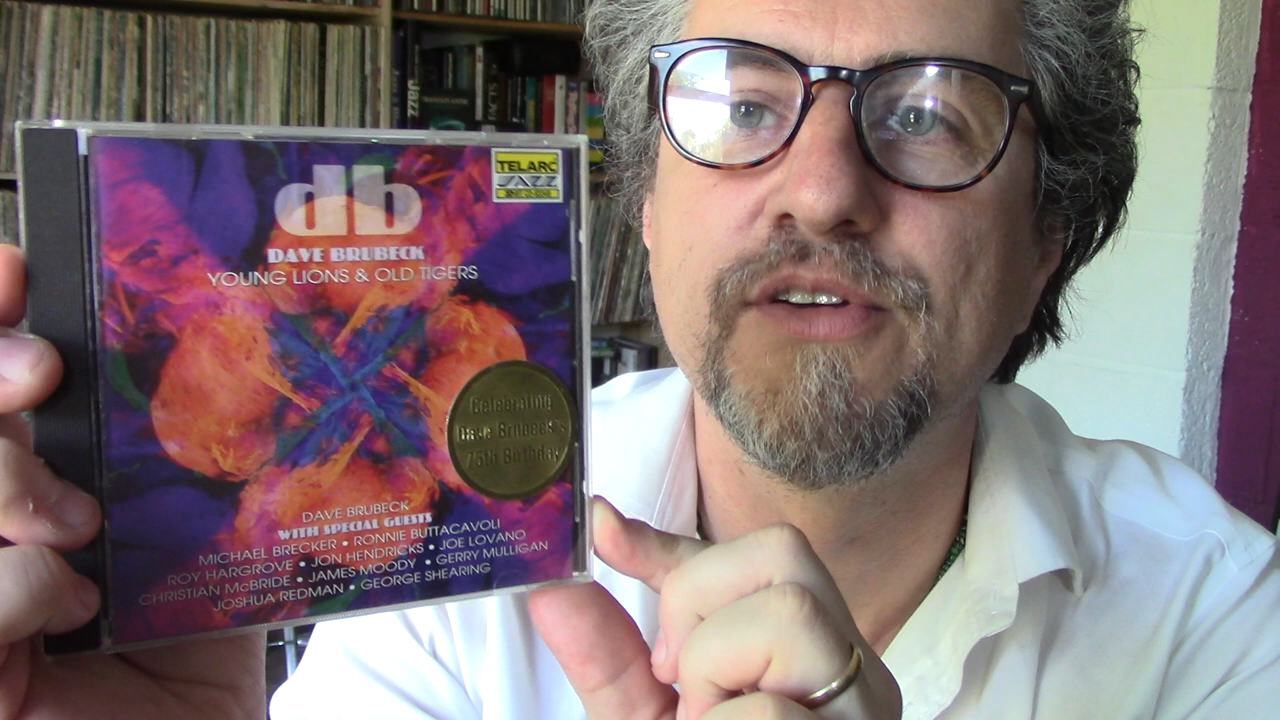 Jazz
FACTS
TELARC
JAZZ
db
DAVE BRUBECK
YOUNG LIONS & OLD TIGERS
Celebrating
Dave Brubeck's
75th Birthday
DAVE BRUBECK
WITH SPECIAL GUESTS
MICHAEL BRECKER • RONNIE BUTTACAVOLI
ROY HARGROVE • JON HENDRICKS • JOE LOVANO
CHRISTIAN McBRIDE • JAMES MOODY • GERRY MULLIGAN
JOSHUA REDMAN • GEORGE SHEARING